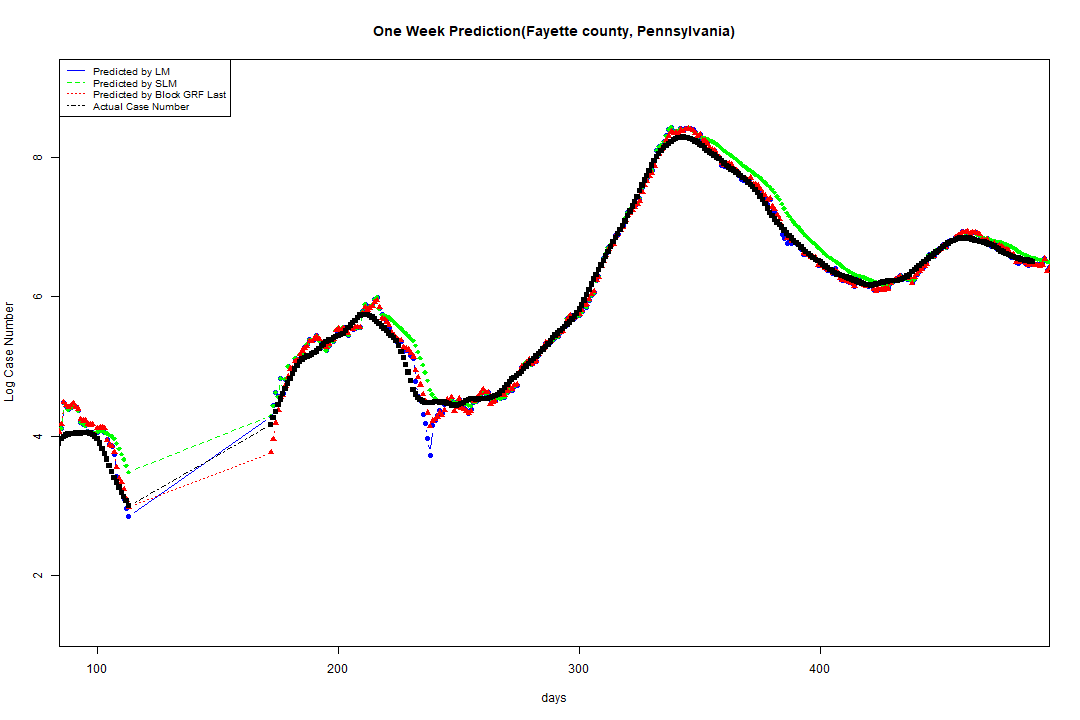 One Week Prediction(Fayette county, Pennsylvania)
Predicted by LM
Predicted by SLM
Predicted by Block GRF Last
Actual Case Number
8
6
4
2
Log Case Number
100 200 300 400
days